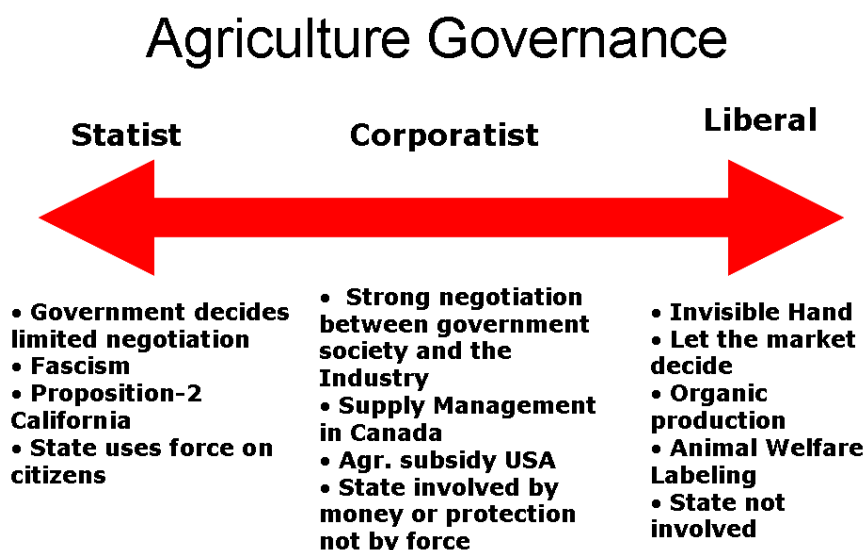 Agriculture Governance
Statist
Corporatist
Liberal
• Government decides
limited negotiation
• Fascism
• Proposition-2
California
• State uses force on
citizens
• Strong negotiation
between government
society and the
Industry
• Supply Management
in Canada
• Agr. subsidy USA
• State involved by
money or protection
not by force
• Invisible Hand
• Let the market
decide
• Organic
production
• Animal Welfare
Labeling
• State not
involved